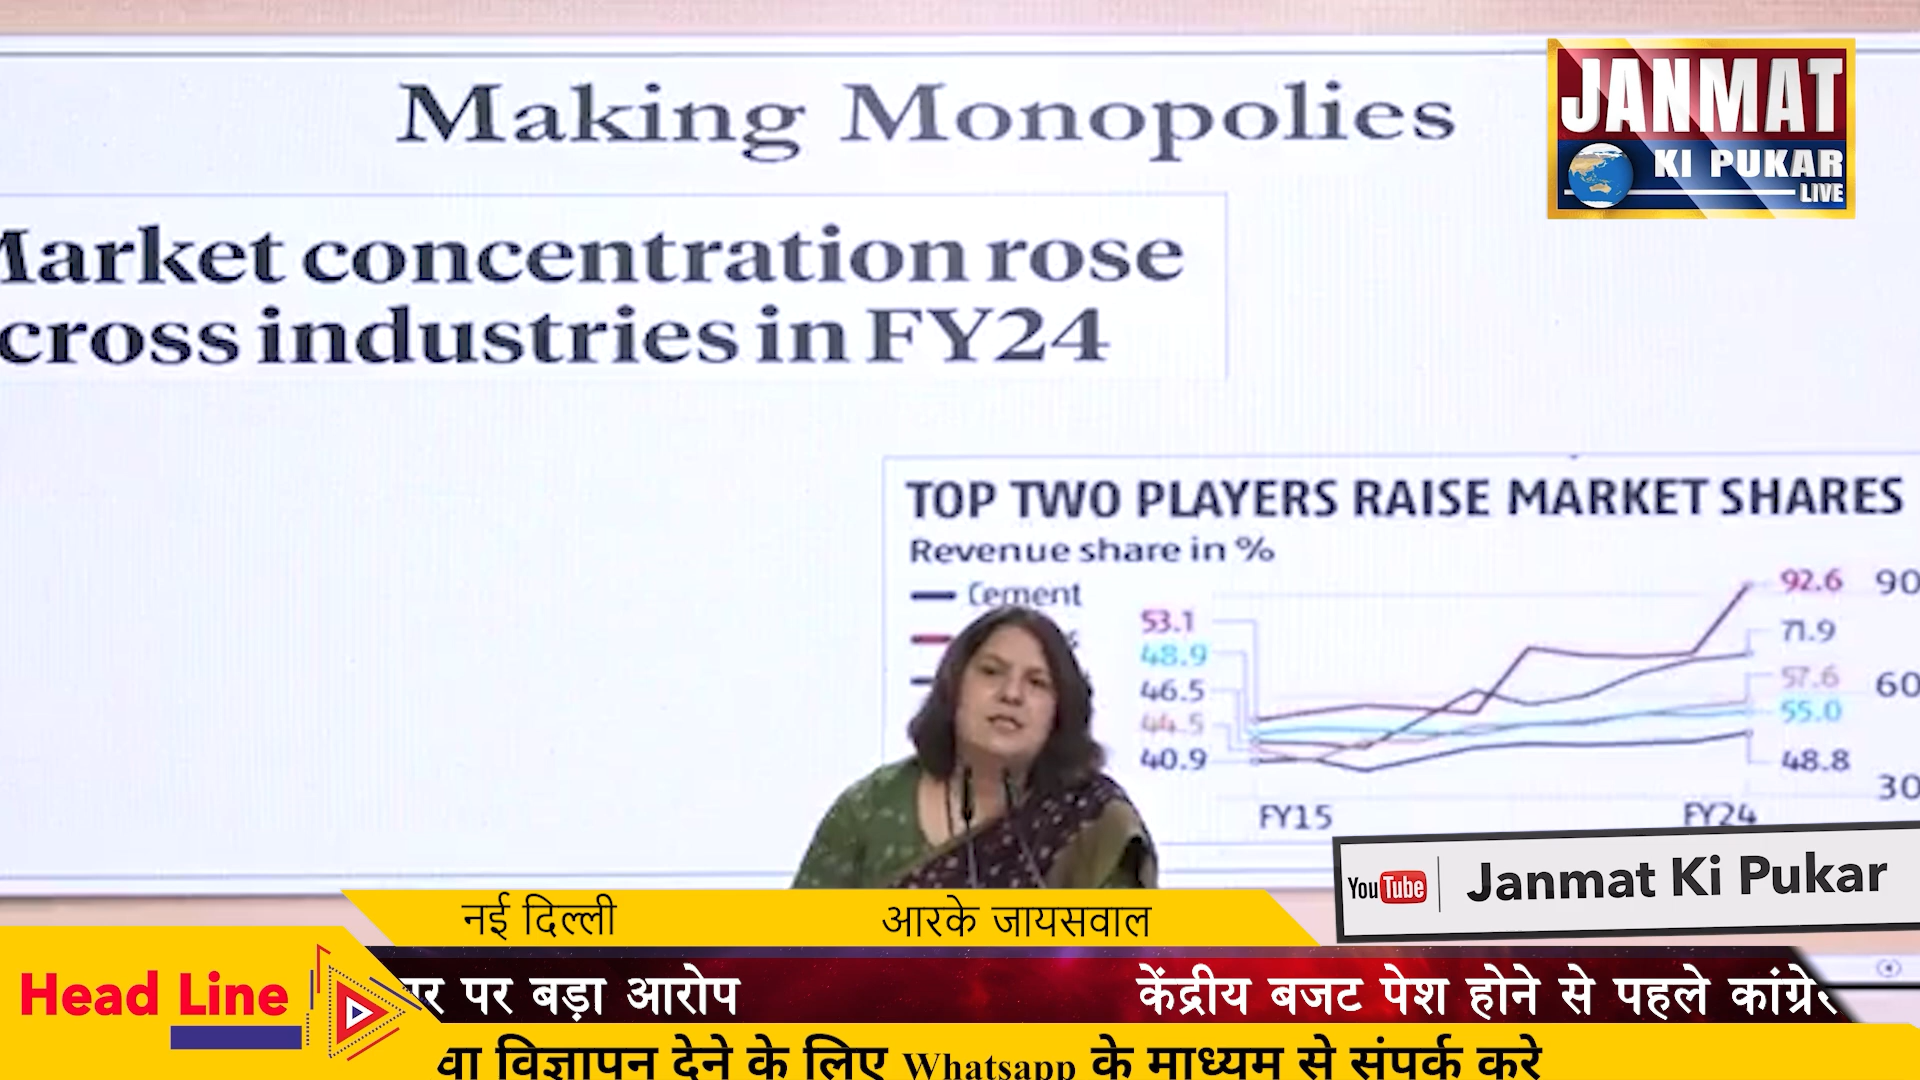 Making Monopolies
JANMAT
KI PUKAR
LIVE
arket concentration rose
cross industries in FY24
TOP TWO PLAYERS RAISE MARKET SHARES
Revenue share in %
Cement
53.1
48.9
46.5
44.5
40.9
92.6
71.9
57.6
55.0
48.8
90
60
30
FY15
FY24
YouTube
Janmat Ki Pukar
नई दिल्ली
आरके जायसवाल
Head Line
पर बड़ा आरोप
केंद्रीय बजट पेश होने से पहले
विज्ञापन देने के लिए Whatsapp के माध्यम से संपर्क करे